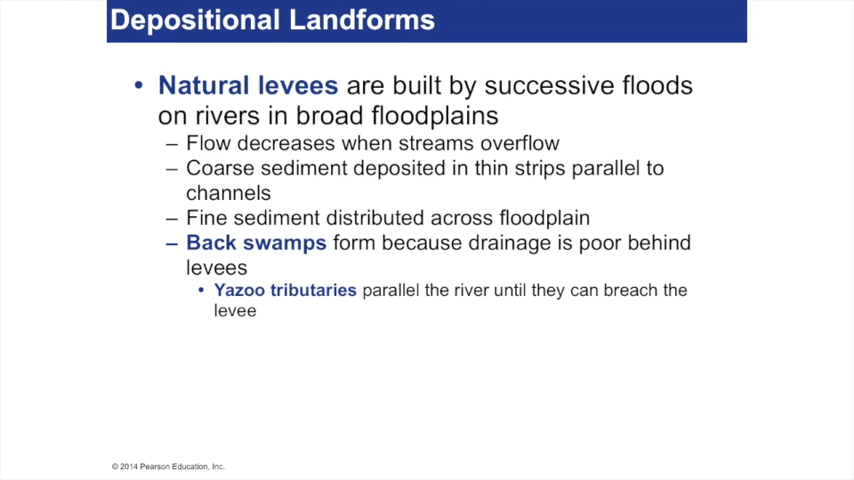 Depositional Landforms
• Natural levees are built by successive floods
on rivers in broad floodplains
– Flow decreases when streams overflow
– Coarse sediment deposited in thin strips parallel to
channels
– Fine sediment distributed across floodplain
– Back swamps form because drainage is poor behind
levees
• Yazoo tributaries parallel the river until they can breach the
levee
© 2014 Pearson Education, Inc.